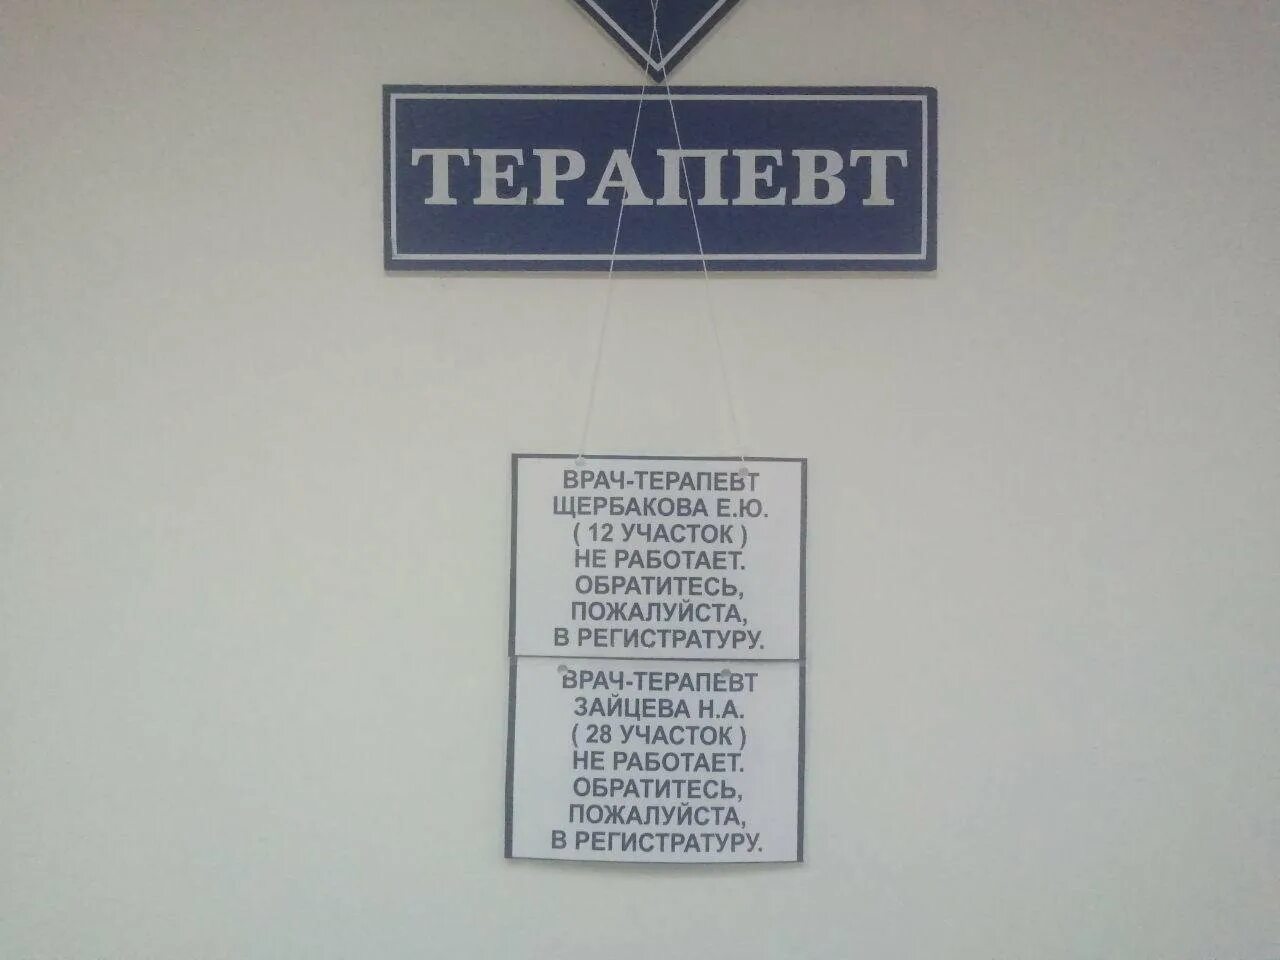 ТЕРАПЕВТ
ВРАЧ-ТЕРАПЕВТ
ЩЕРБАКОВА Е.Ю.
( 12 УЧАСТОК )
НЕ РАБОТАЕТ.
ОБРАТИТЕСЬ,
ПОЖАЛУЙСТА,
В РЕГИСТРАТУРУ.
ВРАЧ-ТЕРАПЕВТ
ЗАЙЦЕВА Н.А.
( 28 УЧАСТОК )
НЕ РАБОТАЕТ.
ОБРАТИТЕСЬ,
ПОЖАЛУЙСТА,
В РЕГИСТРАТУРУ.